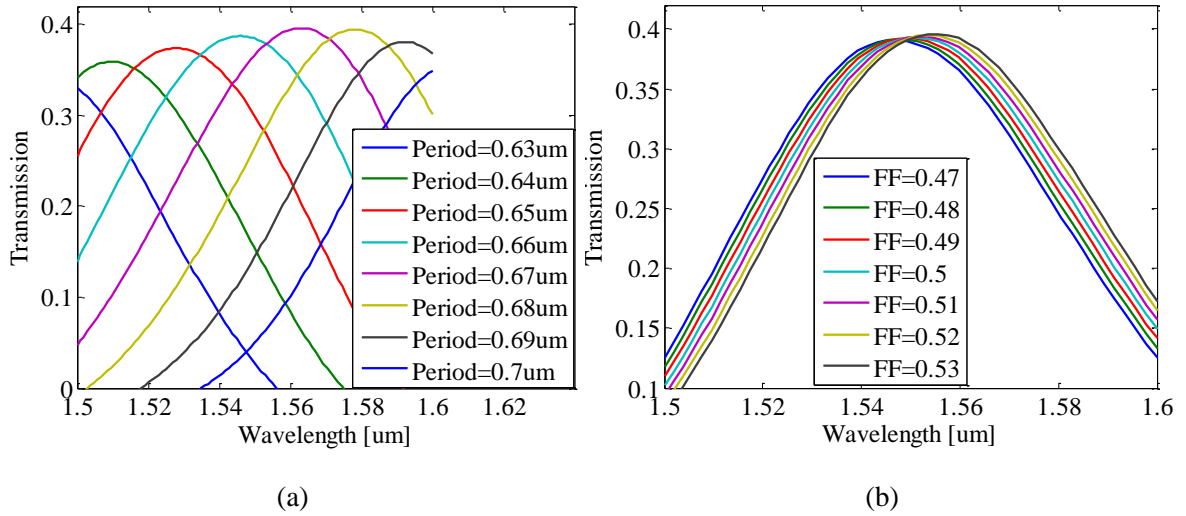 0.4
0.3
0.2
0.1
0
Transmission
1.5
1.52
1.54
1.56
1.58
1.6
1.62
Wavelength [um]
Period=0.63um
Period=0.64um
Period=0.65um
Period=0.66um
Period=0.67um
Period=0.68um
Period=0.69um
Period=0.7um
(a)
0.4
0.35
0.3
0.25
0.2
0.15
0.1
Transmission
1.5
1.52
1.54
1.56
1.58
1.6
Wavelength [um]
FF=0.47
FF=0.48
FF=0.49
FF=0.5
FF=0.51
FF=0.52
FF=0.53
(b)